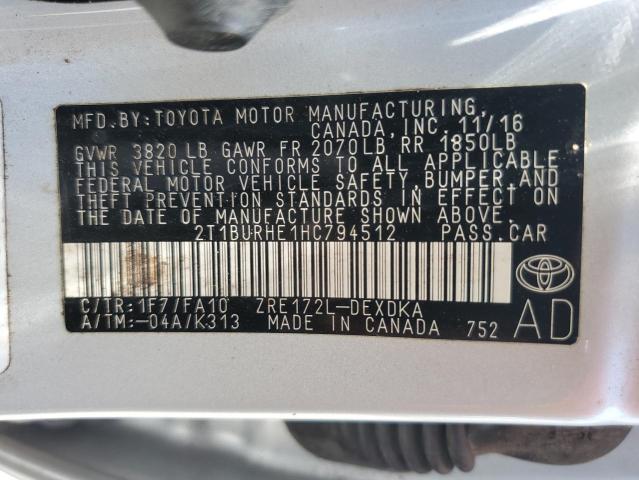 MFD. BY: TOYOTA MOTOR MANUFACTURING,
CANADA, INC. 11/16
GVWR 3820 LB GAWR FR 2070LB RR 1850LB
THIS VEHICLE CONFORMS TO ALL APPLICABLE
FEDERAL MOTOR VEHICLE SAFETY, BUMPER, AND
THEFT PREVENTION STANDARDS IN EFFECT ON
THE DATE OF MANUFACTURE SHOWN ABOVE.
2T1BURHE1HC794512 PASS.CAR
C/TR:1F7/FA10 ZRE172L-DEXDKA
A/TM:-04A/K313 MADE IN CANADA 752
TOYOTA
AD